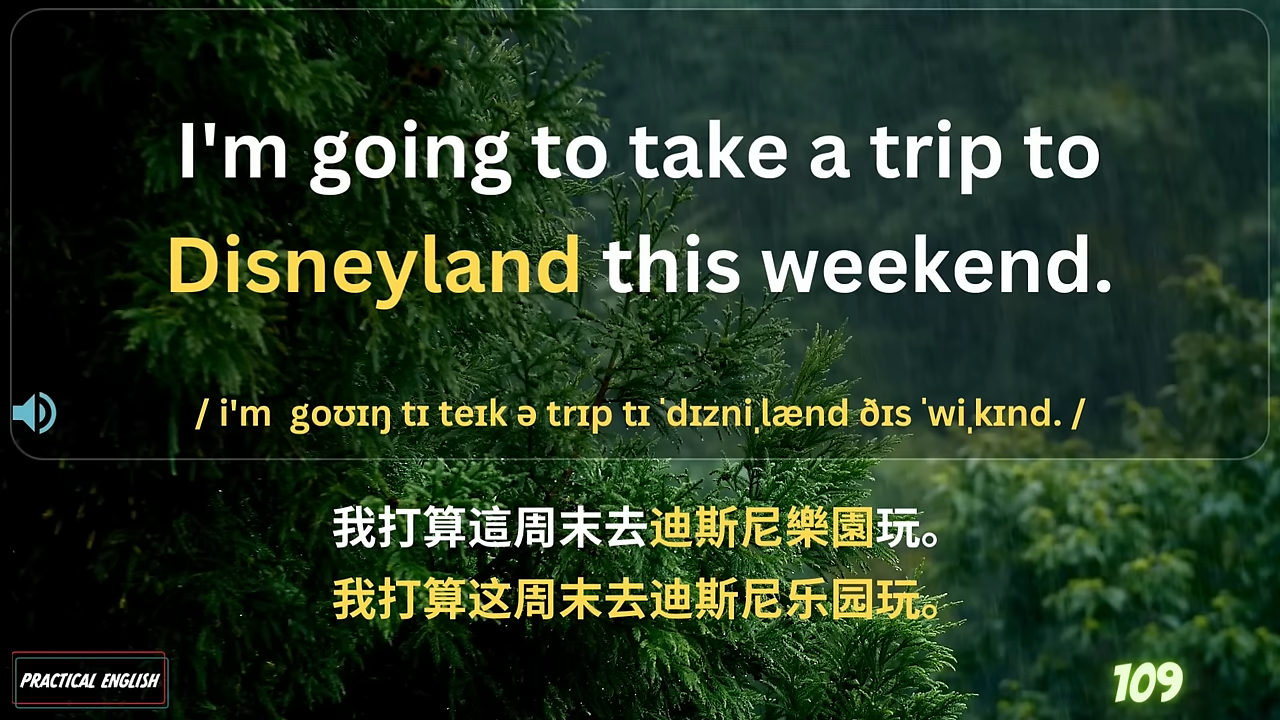 I'm going to take a trip to
Disneyland this weekend.
/ i'm  goʊɪŋ tɪ teɪk ə trɪp tɪ ˈdɪzniˌlænd ðɪs ˈwiˌkɪnd. /
我打算這周末去迪斯尼樂園玩。
我打算这周末去迪斯尼乐园玩。
PRACTICAL ENGLISH
109